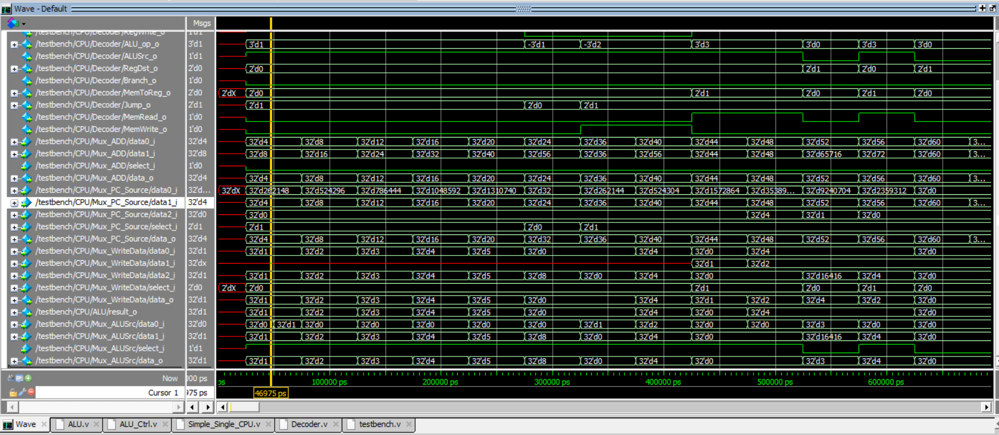 Wave - Default
Msgs
/testbench/CPU/Decoder/RegWrite_o 1'd1
/testbench/CPU/Decoder/ALU_op_o 3'd1 3'd1 -3'd1 -3'd2 3'd3 3'd0 3'd3 3'd0
/testbench/CPU/Decoder/ALUSrc_o 1'd1
/testbench/CPU/Decoder/RegDst_o 2'd0 2'd0 2'd1 2'd0 2'd1
/testbench/CPU/Decoder/Branch_o 1'd0
/testbench/CPU/Decoder/MemToReg_o 2'd0 2'dX 2'd0 2'd1 2'd0 2'd1 2'd0
/testbench/CPU/Decoder/Jump_o 2'd1 2'd1 2'd0 2'd1
/testbench/CPU/Decoder/MemRead_o 1'd0
/testbench/CPU/Decoder/MemWrite_o 1'd0
/testbench/CPU/Mux_ADD/data0_i 32'd4 32'd4 32'd8 32'd12 32'd16 32'd20 32'd24 32'd36 32'd40 32'd44 32'd48 32'd52 32'd56 32'd60 3...
/testbench/CPU/Mux_ADD/data1_i 32'd8 32'd8 32'd16 32'd24 32'd32 32'd40 32'd56 32'd36 32'd56 32'd44 32'd48 32'd65716 32'd72 32'd60 3...
/testbench/CPU/Mux_ADD/select_i 1'd0
/testbench/CPU/Mux_ADD/data_o 32'd4 32'd4 32'd8 32'd12 32'd16 32'd20 32'd24 32'd36 32'd40 32'd44 32'd48 32'd52 32'd56 32'd60 3...
/testbench/CPU/Mux_PC_Source/data0_i 32'd... 32'dX 32'd262148 32'd524296 32'd786444 32'd1048592 32'd1310740 32'd32 32'd262144 32'd524304 32'd1572864 32'd35389... 32'd9240704 32'd2359312 32'd0
/testbench/CPU/Mux_PC_Source/data1_i 32'd4 32'd4 32'd8 32'd12 32'd16 32'd20 32'd24 32'd36 32'd40 32'd44 32'd48 32'd52 32'd56 32'd60 3...
/testbench/CPU/Mux_PC_Source/data2_i 32'd0 32'd0 32'd4 32'd1 32'd0
/testbench/CPU/Mux_PC_Source/select_i 2'd1 2'd1 2'd0 2'd1
/testbench/CPU/Mux_PC_Source/data_o 32'd4 32'd4 32'd8 32'd12 32'd16 32'd20 32'd32 32'd36 32'd40 32'd44 32'd48 32'd52 32'd56 32'd60 3...
/testbench/CPU/Mux_WriteData/data0_i 32'd1 32'd1 32'd2 32'd3 32'd4 32'd5 32'd0 32'd4 32'd0 32'd4 32'd0
/testbench/CPU/Mux_WriteData/data1_i 32'dx 32'd1 32'd2
/testbench/CPU/Mux_WriteData/data2_i 32'd1 32'd1 32'd2 32'd3 32'd4 32'd5 32'd8 32'd0 32'd4 32'd0 32'd16416 32'd4 32'd0
/testbench/CPU/Mux_WriteData/select_i 2'd0 2'dX 2'd0 2'd1 2'd0 2'd1 2'd0
/testbench/CPU/Mux_WriteData/data_o 32'd1 32'd1 32'd2 32'd3 32'd4 32'd5 32'd0 32'd4 32'd1 32'd2 32'd4 32'd2 32'd0
/testbench/CPU/ALU/result_o 32'd1 32'd1 32'd2 32'd3 32'd4 32'd5 32'd0 32'd4 32'd0 32'd4 32'd0
/testbench/CPU/Mux_ALUSrc/data0_i 32'd0 32'd0 32'd1 32'd0 32'd0 32'd0 32'd0 32'd0 32'd1 32'd2 32'd0 32'd0 32'd3 32'd0 32'd0
/testbench/CPU/Mux_ALUSrc/data1_i 32'd1 32'd1 32'd2 32'd3 32'd4 32'd5 32'd8 32'd0 32'd4 32'd0 32'd16416 32'd4 32'd0
/testbench/CPU/Mux_ALUSrc/select_i 1'd1
/testbench/CPU/Mux_ALUSrc/data_o 32'd1 32'd1 32'd2 32'd3 32'd4 32'd5 32'd8 32'd0 32'd4 32'd0 32'd3 32'd4 32'd0
Now 000 ps ps 100000 ps 200000 ps 300000 ps 400000 ps 500000 ps 600000 ps
Cursor 1 975 ps 46975 ps
Wave ALU.v ALU_Ctrl.v Simple_Single_CPU.v Decoder.v testbench.v